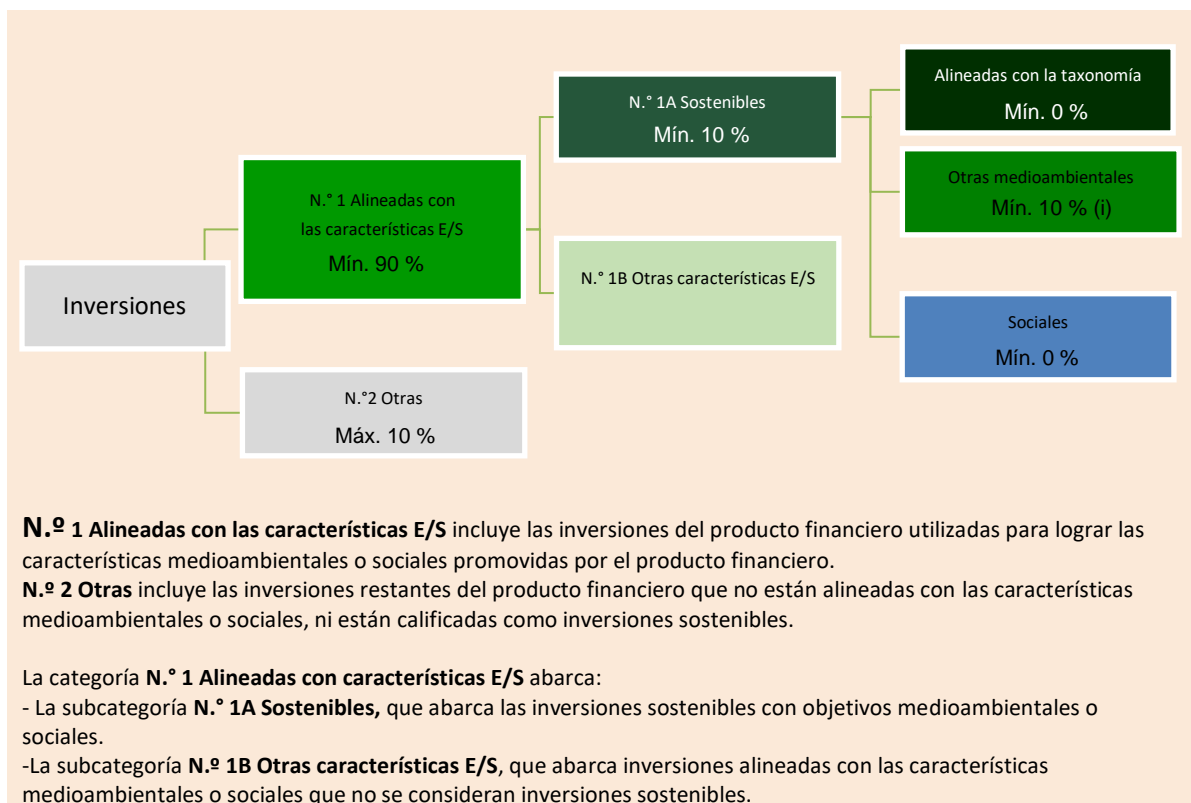 Inversiones
N.° 1 Alineadas con
las características E/S
Mín. 90 %
N.°2 Otras
Máx. 10 %
N.° 1A Sostenibles
Mín. 10 %
N.° 1B Otras características E/S
Alineadas con la taxonomía
Mín. 0 %
Otras medioambientales
Mín. 10 % (i)
Sociales
Mín. 0 %
N.º 1 Alineadas con las características E/S incluye las inversiones del producto financiero utilizadas para lograr las
características medioambientales o sociales promovidas por el producto financiero.
N.º 2 Otras incluye las inversiones restantes del producto financiero que no están alineadas con las características
medioambientales o sociales, ni están calificadas como inversiones sostenibles.
La categoría N.° 1 Alineadas con características E/S abarca:
- La subcategoría N.° 1A Sostenibles, que abarca las inversiones sostenibles con objetivos medioambientales o
sociales.
-La subcategoría N.º 1B Otras características E/S, que abarca inversiones alineadas con las características
medioambientales o sociales que no se consideran inversiones sostenibles.